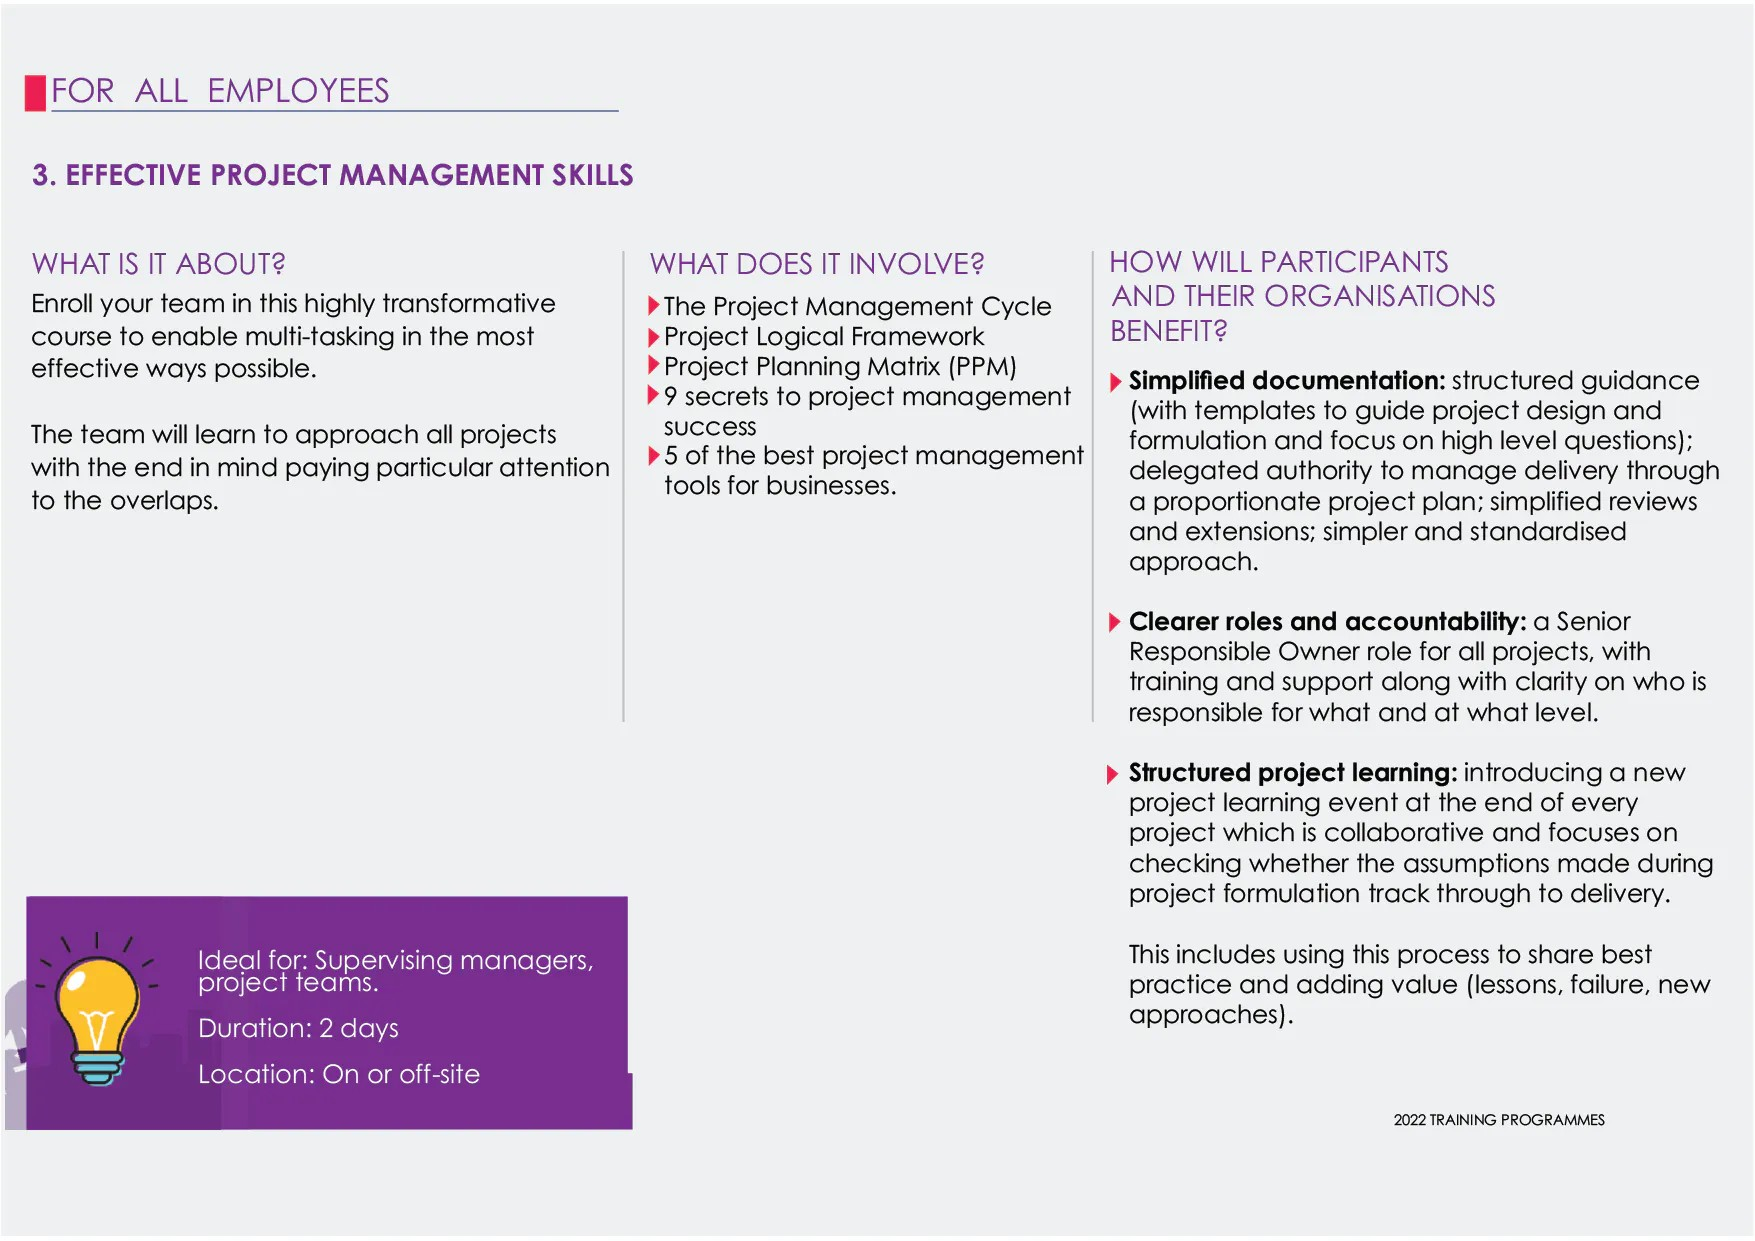 FOR ALL EMPLOYEES
3. EFFECTIVE PROJECT MANAGEMENT SKILLS
WHAT IS IT ABOUT?
Enroll your team in this highly transformative
course to enable multi-tasking in the most
effective ways possible.
The team will learn to approach all projects
with the end in mind paying particular attention
to the overlaps.
WHAT DOES IT INVOLVE?
The Project Management Cycle
Project Logical Framework
Project Planning Matrix (PPM)
9 secrets to project management
success
5 of the best project management
tools for businesses.
HOW WILL PARTICIPANTS
AND THEIR ORGANISATIONS
BENEFIT?
Simplified documentation: structured guidance
(with templates to guide project design and
formulation and focus on high level questions);
delegated authority to manage delivery through
a proportionate project plan; simplified reviews
and extensions; simpler and standardised
approach.
Clearer roles and accountability: a Senior
Responsible Owner role for all projects, with
training and support along with clarity on who is
responsible for what and at what level.
Structured project learning: introducing a new
project learning event at the end of every
project which is collaborative and focuses on
checking whether the assumptions made during
project formulation track through to delivery.
This includes using this process to share best
practice and adding value (lessons, failure, new
approaches).
Ideal for: Supervising managers,
project teams.
Duration: 2 days
Location: On or off-site
2022 TRAINING PROGRAMMES